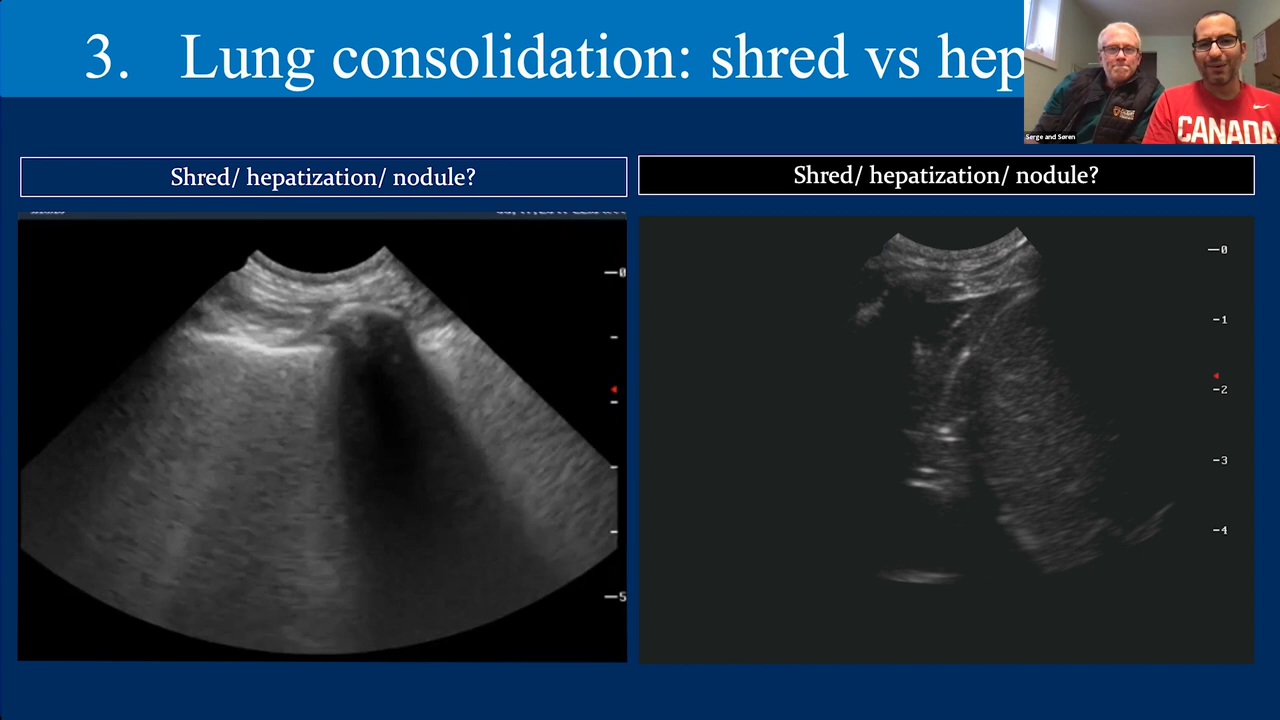 3. Lung consolidation: shred vs hep
Serge and Søren
CANADA
Shred/ hepatization/ nodule?
Shred/ hepatization/ nodule?
0
5
0
-1
-2
-3
-4